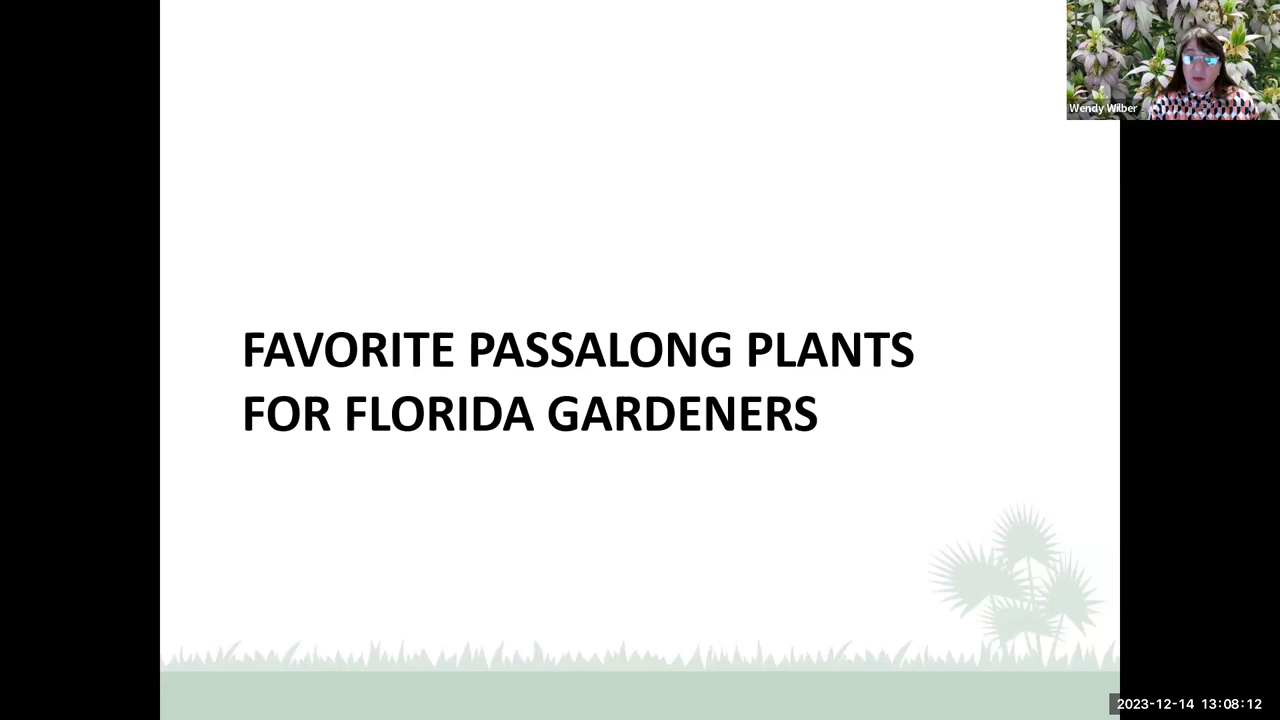 Wendy Wilber
FAVORITE PASSALONG PLANTS
FOR FLORIDA GARDENERS
2023-12-14 13:08:12